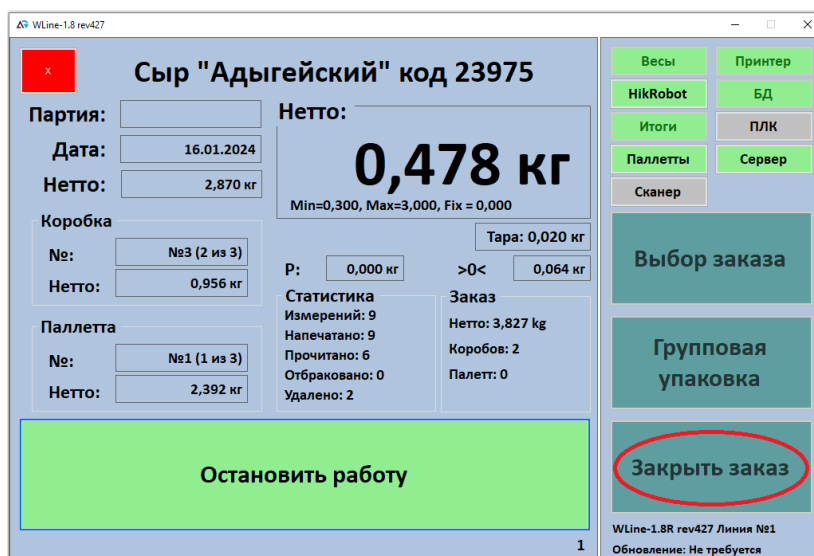 WLine-1.8 rev427
X
Сыр "Адыгейский" код 23975
Партия:
Дата: 16.01.2024
Нетто: 2,870 кг
Нетто:
0,478 кг
Min=0,300, Max=3,000, Fix = 0,000
Тара: 0,020 кг
P: 0,000 кг >0< 0,064 кг
Коробка
№: №3 (2 из 3)
Нетто: 0,956 кг
Паллетта
№: №1 (1 из 3)
Нетто: 2,392 кг
Статистика
Измерений: 9
Напечатано: 9
Прочитано: 6
Отбраковано: 0
Удалено: 2
Заказ
Нетто: 3,827 kg
Коробов: 2
Палетт: 0
Остановить работу
1
Весы Принтер
HikRobot БД
Итоги ПЛК
Паллетты Сервер
Сканер
Выбор заказа
Групповая
упаковка
Закрыть заказ
WLine-1.8R rev427 Линия №1
Обновление: Не требуется